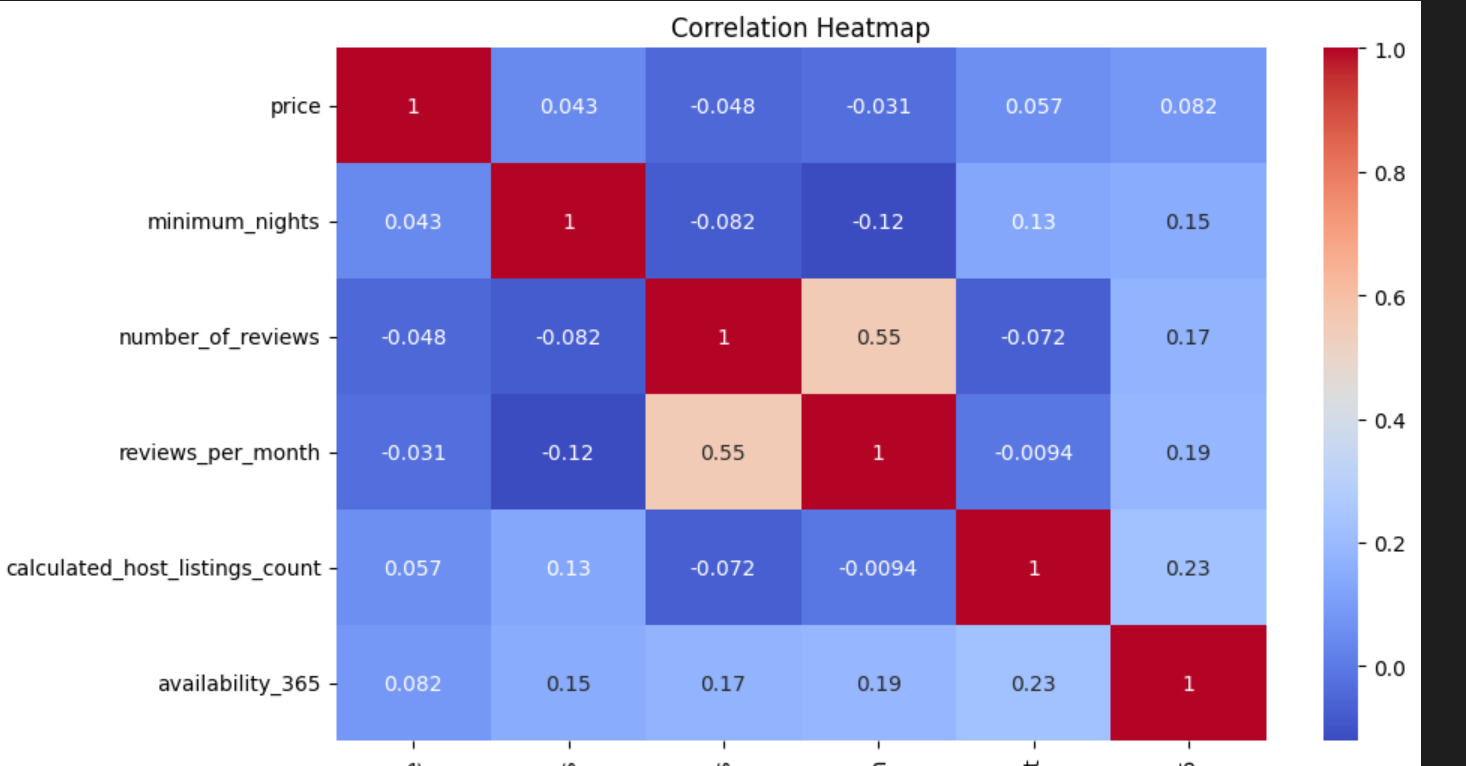 Correlation Heatmap
price 1 0.043 -0.048 -0.031 0.057 0.082
minimum_nights 0.043 1 -0.082 -0.12 0.13 0.15
number_of_reviews -0.048 -0.082 1 0.55 -0.072 0.17
reviews_per_month -0.031 -0.12 0.55 1 -0.0094 0.19
calculated_host_listings_count 0.057 0.13 -0.072 -0.0094 1 0.23
availability_365 0.082 0.15 0.17 0.19 0.23 1
1.0
0.8
0.6
0.4
0.2
0.0